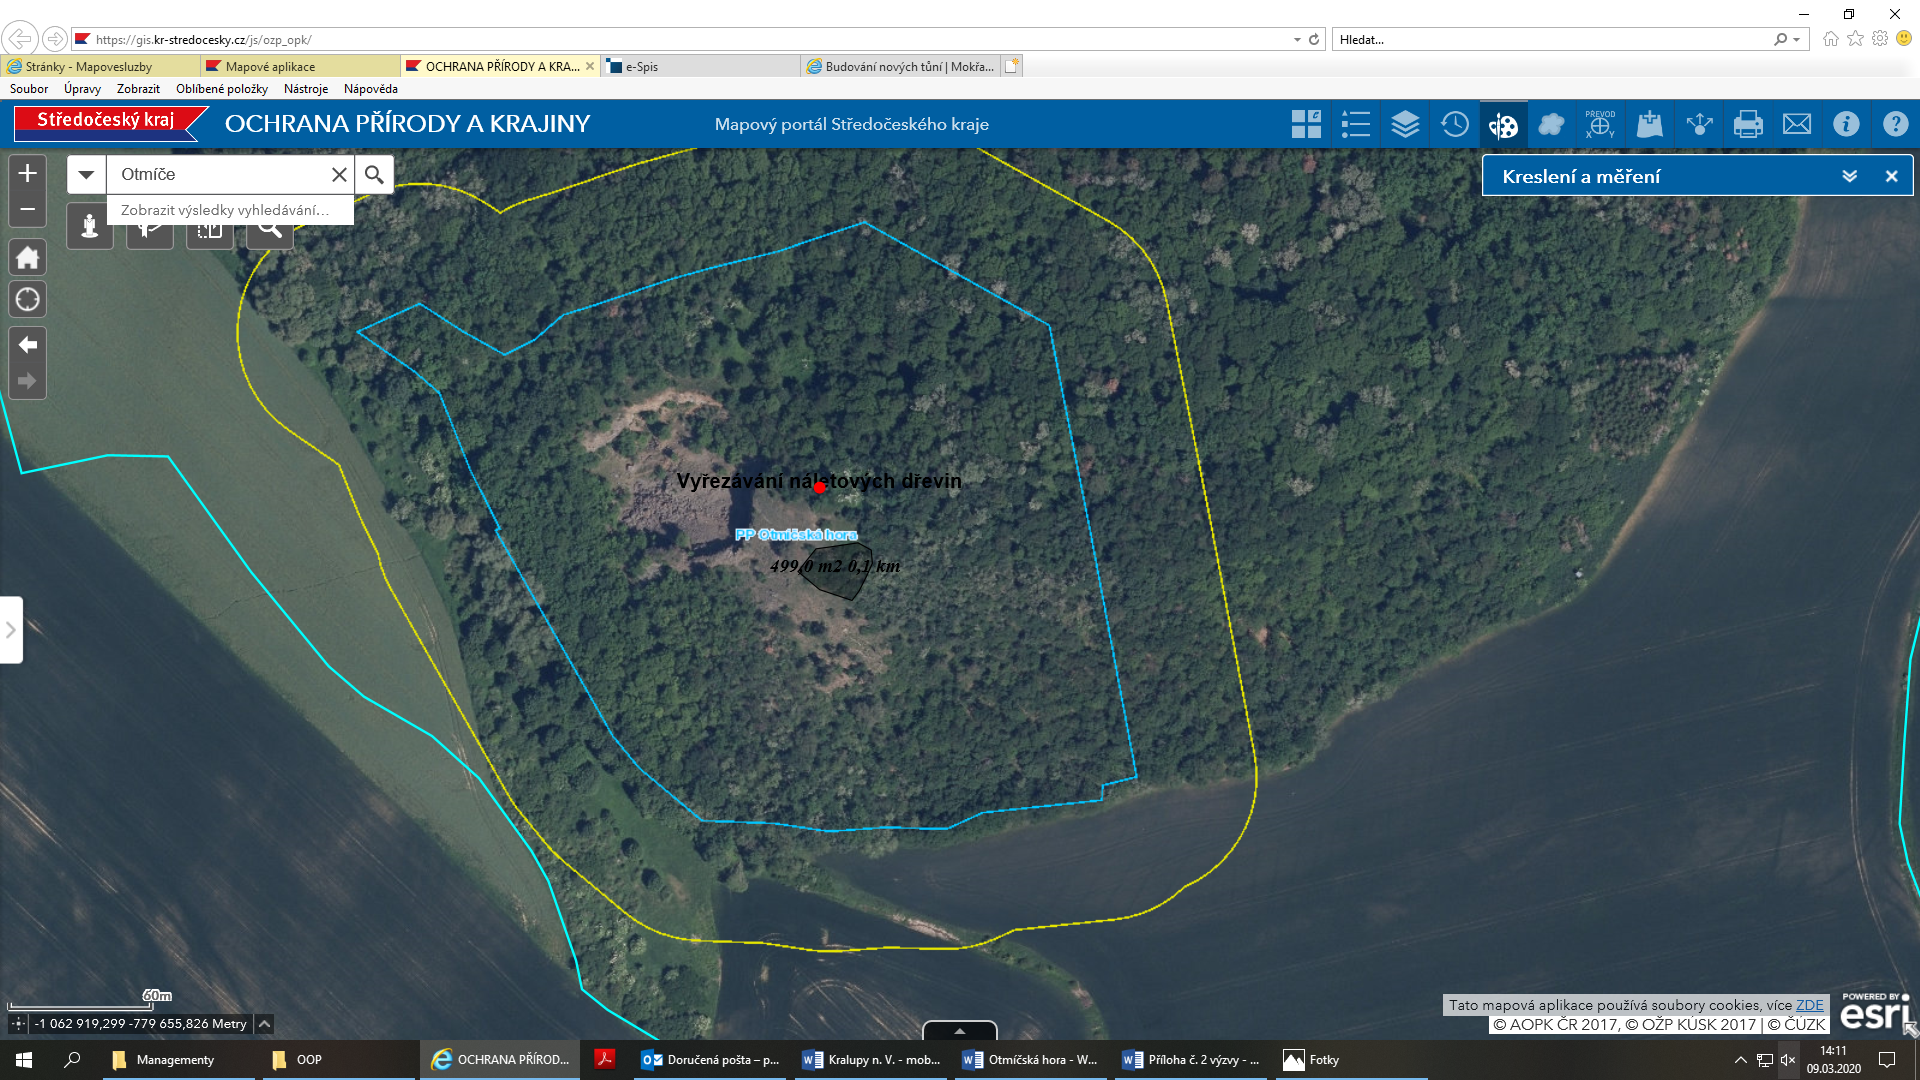 https://gis.kr-stredocesky.cz/js/ozp_opk/
Hledat...
Stránky - Mapovesluzby
Mapové aplikace
OCHRANA PŘÍRODY A KRA...
e-Spis
Budování nových tůní | Mokřa...
Soubor Úpravy Zobrazit Oblíbené položky Nástroje Nápověda
Středočeský kraj
OCHRANA PŘÍRODY A KRAJINY
Mapový portál Středočeského kraje
PŘEVOD
X Y
Otmíče
Zobrazit výsledky vyhledávání...
Kreslení a měření
Vyřezávání náletových dřevin
PP Otmíčská hora
499,0 m2 0,1 km
60m
-1 062 919,299 -779 655,826 Metry
Tato mapová aplikace používá soubory cookies, více ZDE
© AOPK ČR 2017, © OŽP KÚSK 2017 | © ČÚZK
POWERED BY
esri
Managementy
OOP
OCHRANA PŘÍROD...
Doručená pošta – p...
Kralupy n. V. - mob...
Otmíčská hora - W...
Příloha č. 2 výzvy - ...
Fotky
14:11
09.03.2020